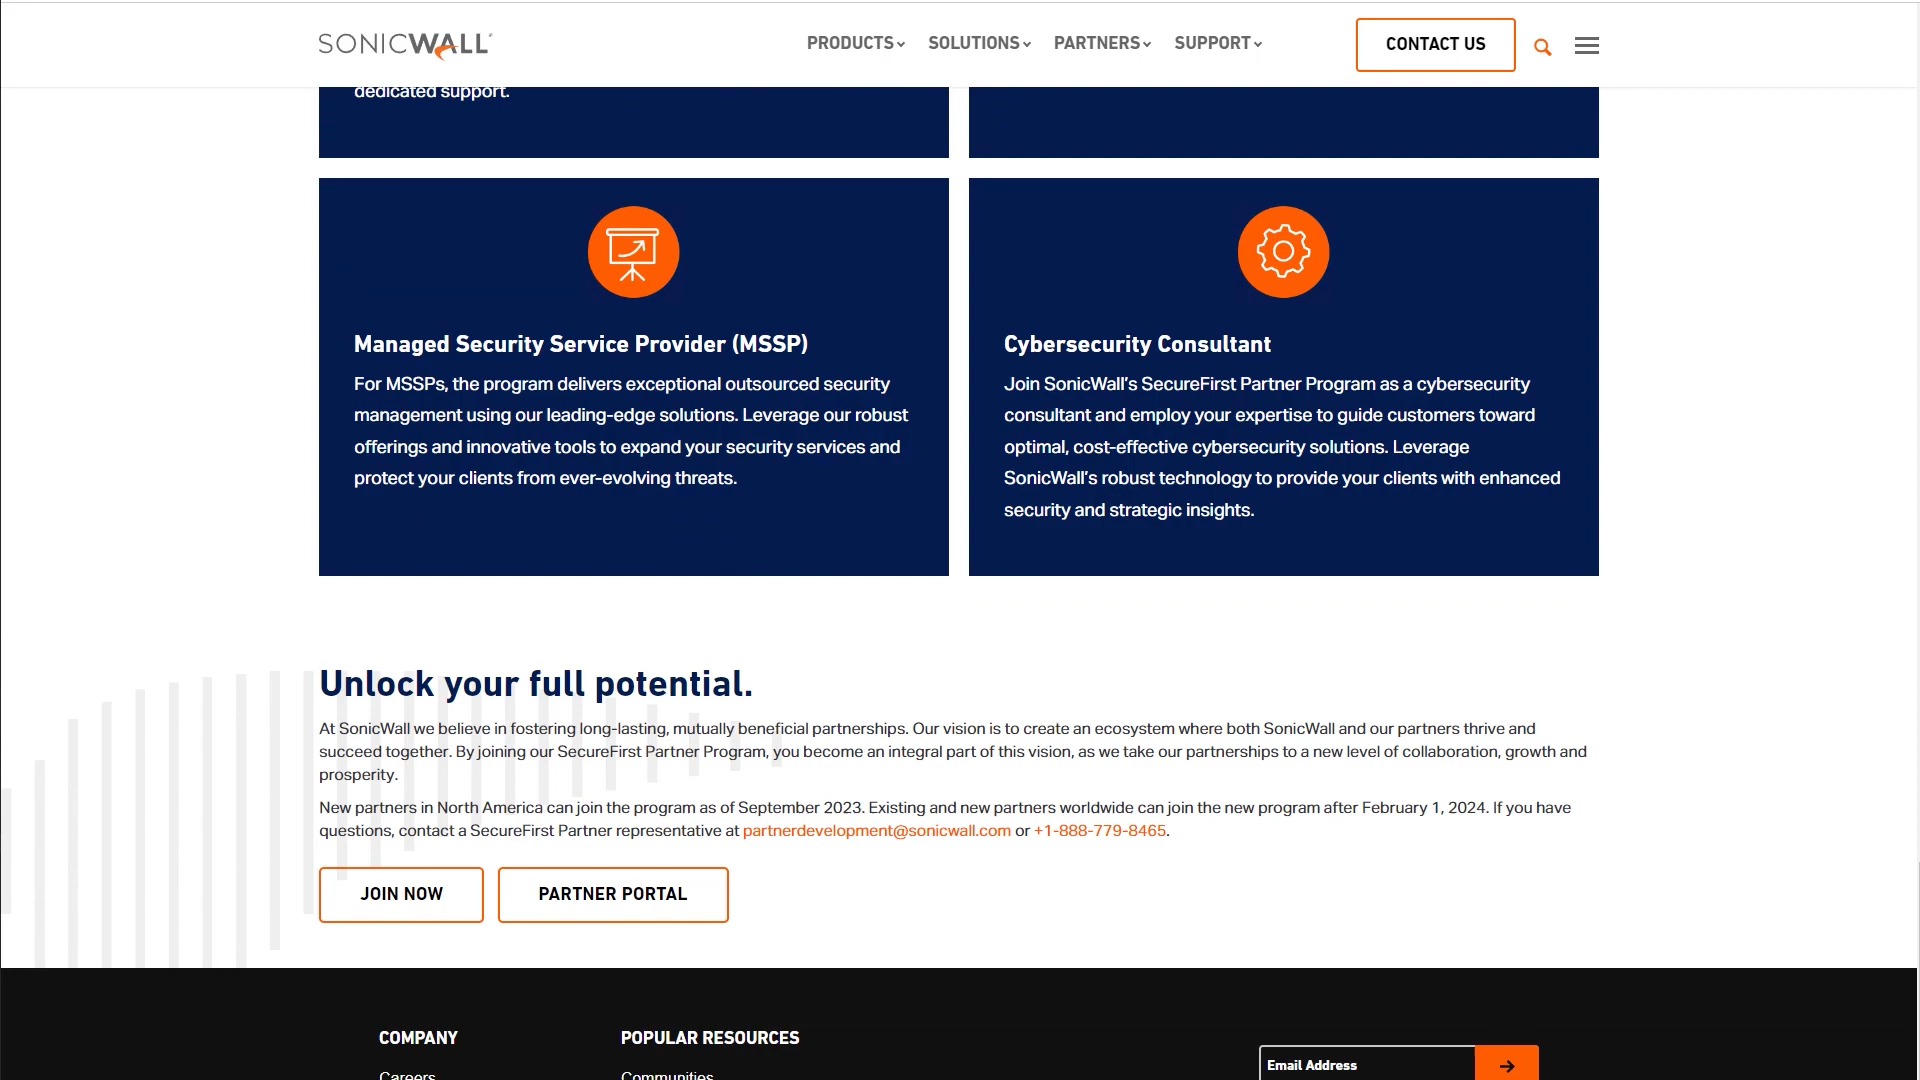 SONICWALL
PRODUCTS
SOLUTIONS
PARTNERS
SUPPORT
CONTACT US
dedicated support.
Managed Security Service Provider (MSSP)
For MSSPs, the program delivers exceptional outsourced security
management using our leading-edge solutions. Leverage our robust
offerings and innovative tools to expand your security services and
protect your clients from ever-evolving threats.
Cybersecurity Consultant
Join SonicWall’s SecureFirst Partner Program as a cybersecurity
consultant and employ your expertise to guide customers toward
optimal, cost-effective cybersecurity solutions. Leverage
SonicWall’s robust technology to provide your clients with enhanced
security and strategic insights.
Unlock your full potential.
At SonicWall we believe in fostering long-lasting, mutually beneficial partnerships. Our vision is to create an ecosystem where both SonicWall and our partners thrive and
succeed together. By joining our SecureFirst Partner Program, you become an integral part of this vision, as we take our partnerships to a new level of collaboration, growth and
prosperity.
New partners in North America can join the program as of September 2023. Existing and new partners worldwide can join the new program after February 1, 2024. If you have
questions, contact a SecureFirst Partner representative at partnerdevelopment@sonicwall.com or +1-888-779-8465.
JOIN NOW
PARTNER PORTAL
COMPANY
POPULAR RESOURCES
Email Address
Careers
Communities